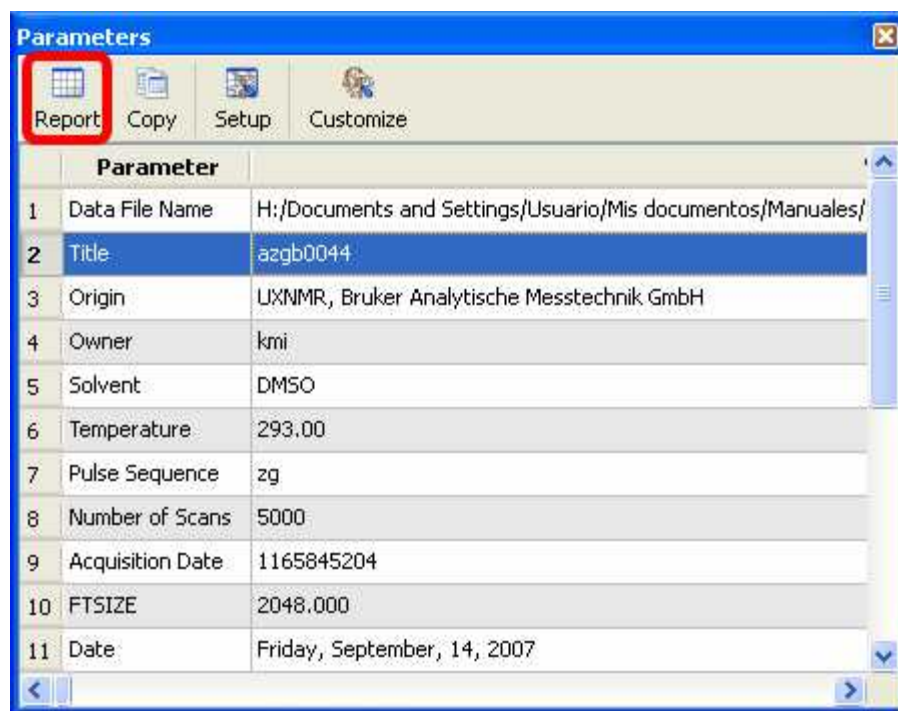 Parameters
Report Copy Setup Customize
Parameter
1 Data File Name H:/Documents and Settings/Usuario/Mis documentos/Manuales/
2 Title azgb0044
3 Origin UXNMR, Bruker Analytische Messtechnik GmbH
4 Owner kmi
5 Solvent DMSO
6 Temperature 293.00
7 Pulse Sequence zg
8 Number of Scans 5000
9 Acquisition Date 1165845204
10 FTSIZE 2048.000
11 Date Friday, September, 14, 2007